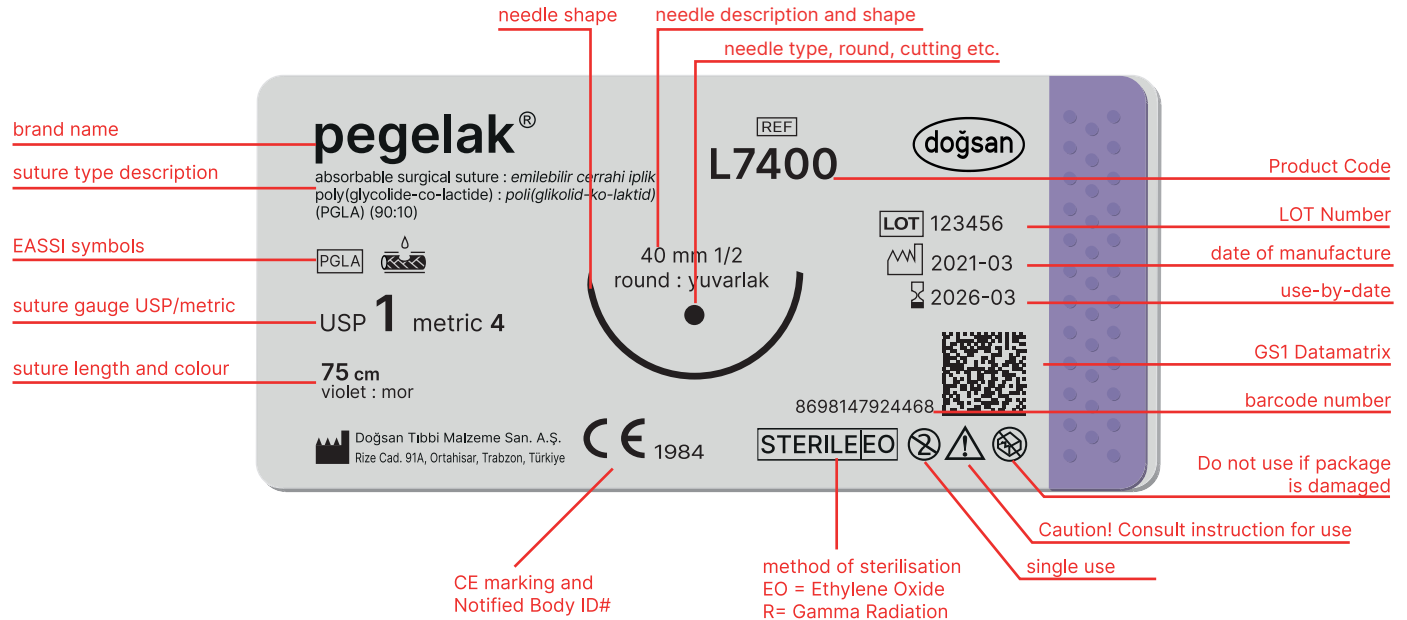 needle shape
needle description and shape
needle type, round, cutting etc.
brand name
suture type description
EASSI symbols
suture gauge USP/metric
suture length and colour
pegelak®
absorbable surgical suture : emilebilir cerrahi iplik
poly(glycolide-co-lactide) : poli(glikolid-ko-laktid)
(PGLA) (90:10)
PGLA
USP 1 metric 4
75 cm
violet : mor
Doğsan Tıbbi Malzeme San. A.Ş.
Rize Cad. 91A, Ortahisar, Trabzon, Türkiye
CE 1984
40 mm 1/2
round : yuvarlak
REF
L7400
doğsan
LOT 123456
2021-03
2026-03
8698147924468
STERILE EO
2
Product Code
LOT Number
date of manufacture
use-by-date
GS1 Datamatrix
barcode number
Do not use if package
is damaged
Caution! Consult instruction for use
single use
method of sterilisation
EO = Ethylene Oxide
R= Gamma Radiation
CE marking and
Notified Body ID#